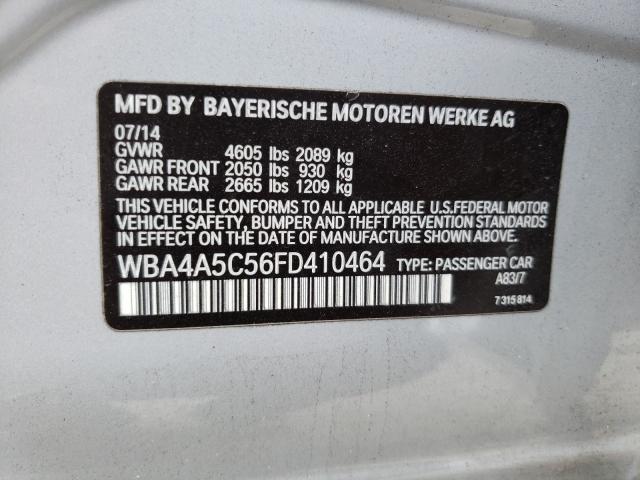 MFD BY BAYERISCHE MOTOREN WERKE AG
07/14
GVWR 4605 lbs 2089 kg
GAWR FRONT 2050 lbs 930 kg
GAWR REAR 2665 lbs 1209 kg
THIS VEHICLE CONFORMS TO ALL APPLICABLE U.S.FEDERAL MOTOR
VEHICLE SAFETY, BUMPER AND THEFT PREVENTION STANDARDS
IN EFFECT ON THE DATE OF MANUFACTURE SHOWN ABOVE.
WBA4A5C56FD410464 TYPE: PASSENGER CAR
A83/7
7 315 814